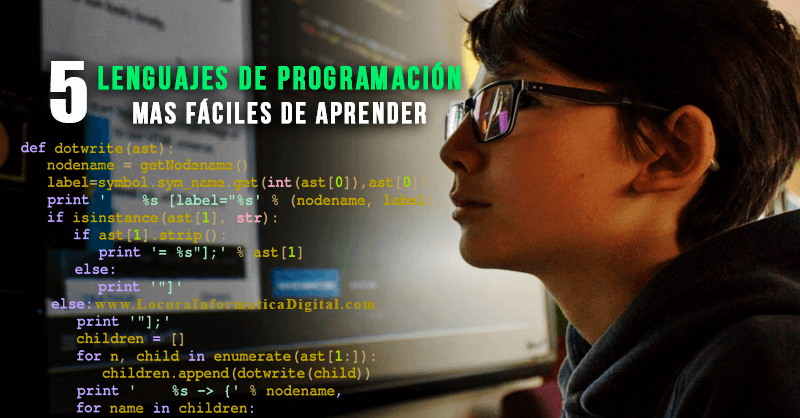 5 LENGUAJES DE PROGRAMACIÓN
MAS FÁCILES DE APRENDER
def dotwrite(ast):
nodename = getNodename()
label=symbol.sym_name.get(int(ast[0]),ast[0]
print '    %s [label="%s' % (nodename, label)
if isinstance(ast[1], str):
if ast[1].strip():
print '= %s"];' % ast[1]
else:
print '"]'
else: www.LocuraInformaticaDigital.com
print '"];'
children = []
for n, child in enumerate(ast[1:]):
children.append(dotwrite(child))
print '    %s -> {' % nodename,
for name in children: